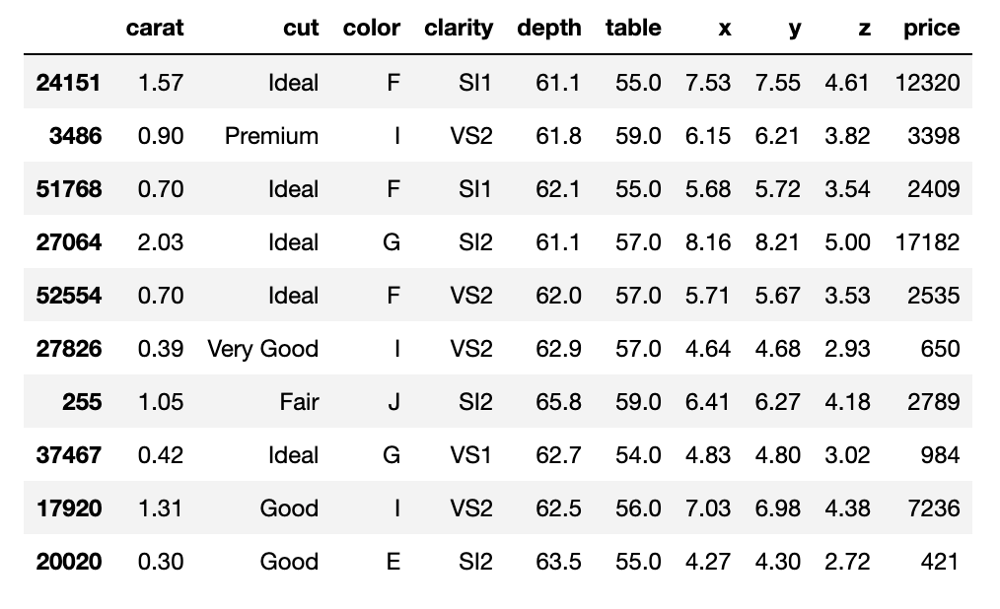 carat cut color clarity depth table x y z price
24151 1.57 Ideal F SI1 61.1 55.0 7.53 7.55 4.61 12320
3486 0.90 Premium I VS2 61.8 59.0 6.15 6.21 3.82 3398
51768 0.70 Ideal F SI1 62.1 55.0 5.68 5.72 3.54 2409
27064 2.03 Ideal G SI2 61.1 57.0 8.16 8.21 5.00 17182
52554 0.70 Ideal F VS2 62.0 57.0 5.71 5.67 3.53 2535
27826 0.39 Very Good I VS2 62.9 57.0 4.64 4.68 2.93 650
255 1.05 Fair J SI2 65.8 59.0 6.41 6.27 4.18 2789
37467 0.42 Ideal G VS1 62.7 54.0 4.83 4.80 3.02 984
17920 1.31 Good I VS2 62.5 56.0 7.03 6.98 4.38 7236
20020 0.30 Good E SI2 63.5 55.0 4.27 4.30 2.72 421